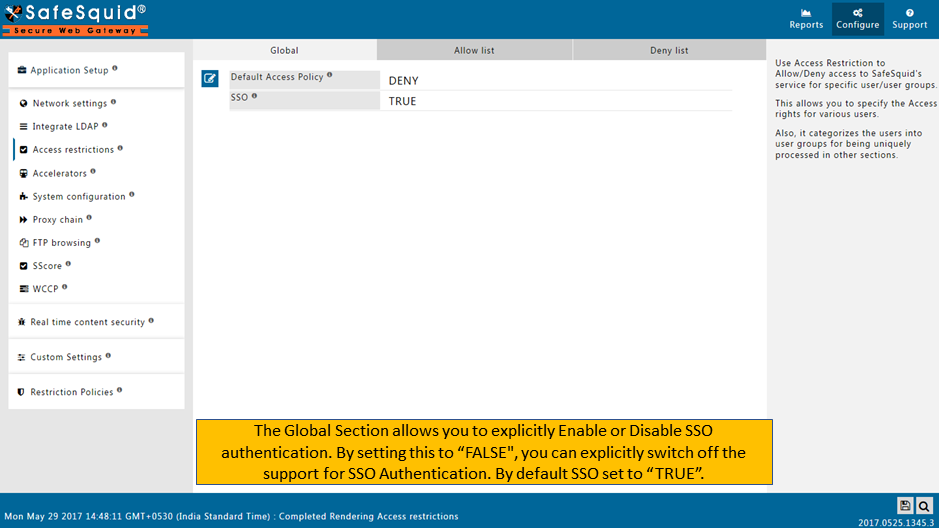 SafeSquid®
Secure Web Gateway
Reports
Configure
Support
Application Setup
Network settings
Integrate LDAP
Access restrictions
Accelerators
System configuration
Proxy chain
FTP browsing
SScore
WCCP
Real time content security
Custom Settings
Restriction Policies
Global
Allow list
Deny list
Default Access Policy
DENY
SSO
TRUE
Use Access Restriction to
Allow/Deny access to SafeSquid's
service for specific user/user groups.
This allows you to specify the Access
rights for various users.
Also, it categorizes the users into
user groups for being uniquely
processed in other sections.
The Global Section allows you to explicitly Enable or Disable SSO
authentication. By setting this to “FALSE", you can explicitly switch off the
support for SSO Authentication. By default SSO set to “TRUE”.
Mon May 29 2017 14:48:11 GMT+0530 (India Standard Time) : Completed Rendering Access restrictions
2017.0525.1345.3